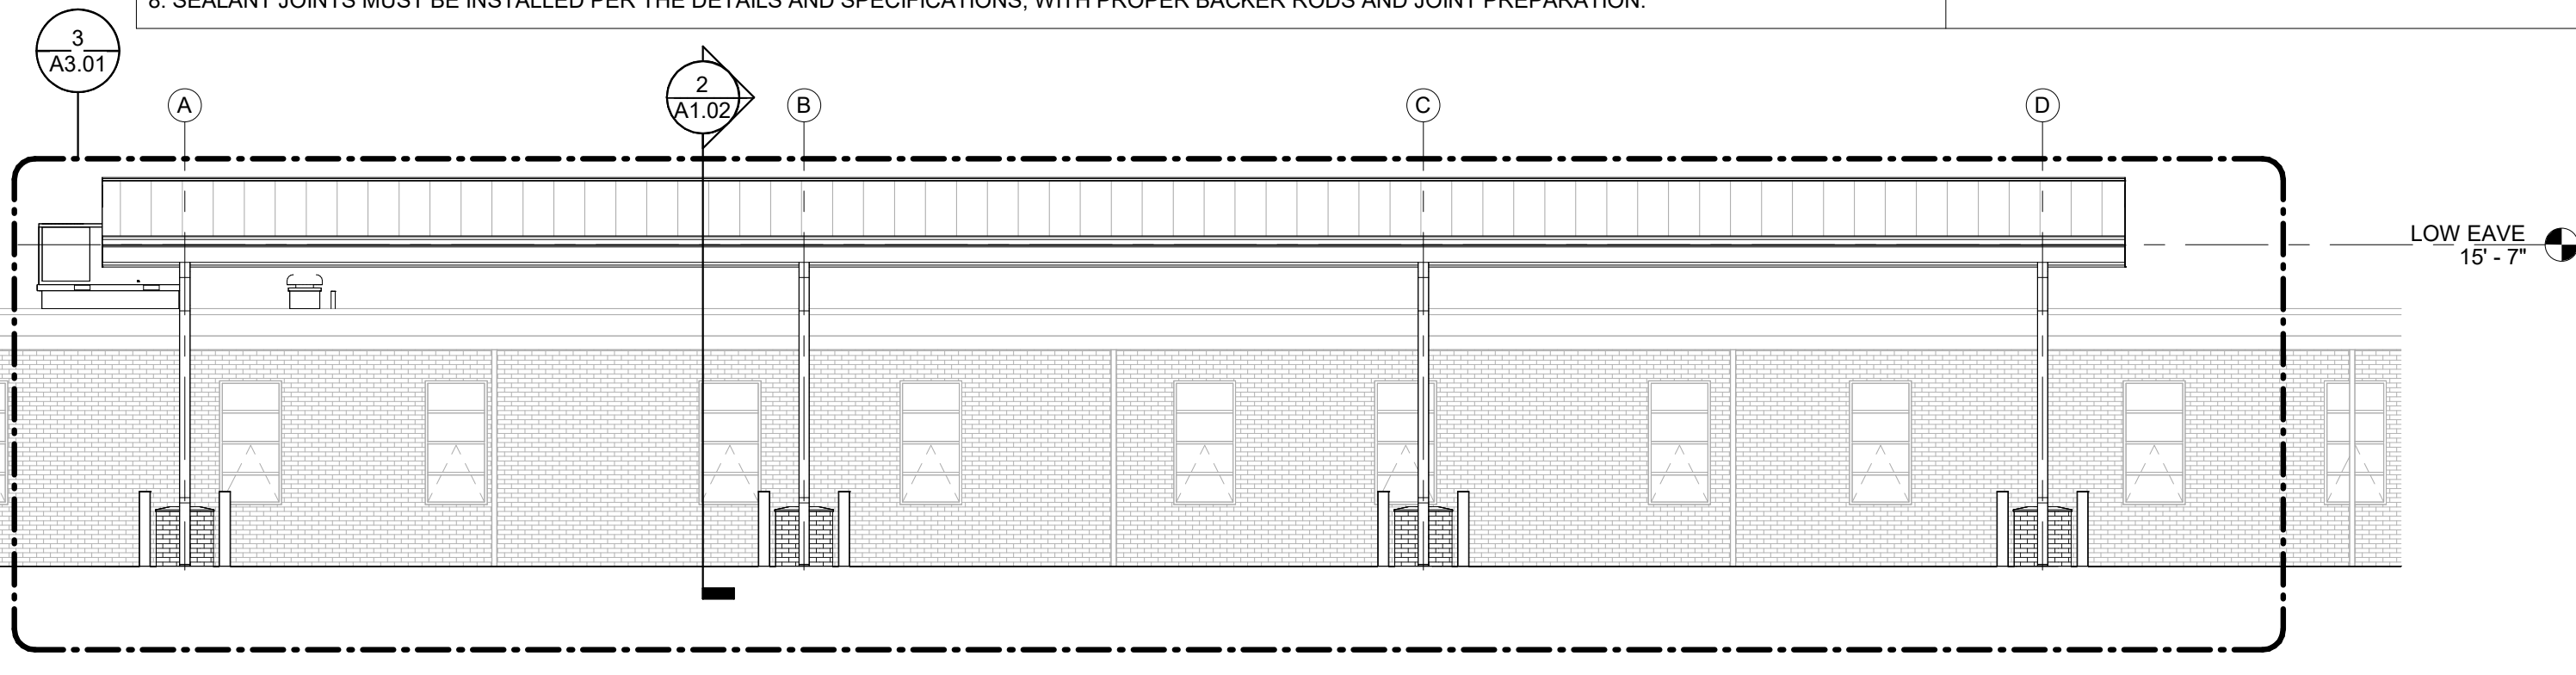 8. SEALANT JOINTS MUST BE INSTALLED PER THE DETAILS AND SPECIFICATIONS, WITH PROPER BACKER RODS AND JOINT PREPARATION.
3
A3.01
2
A1.02
A
B
C
D
LOW EAVE
15' - 7"